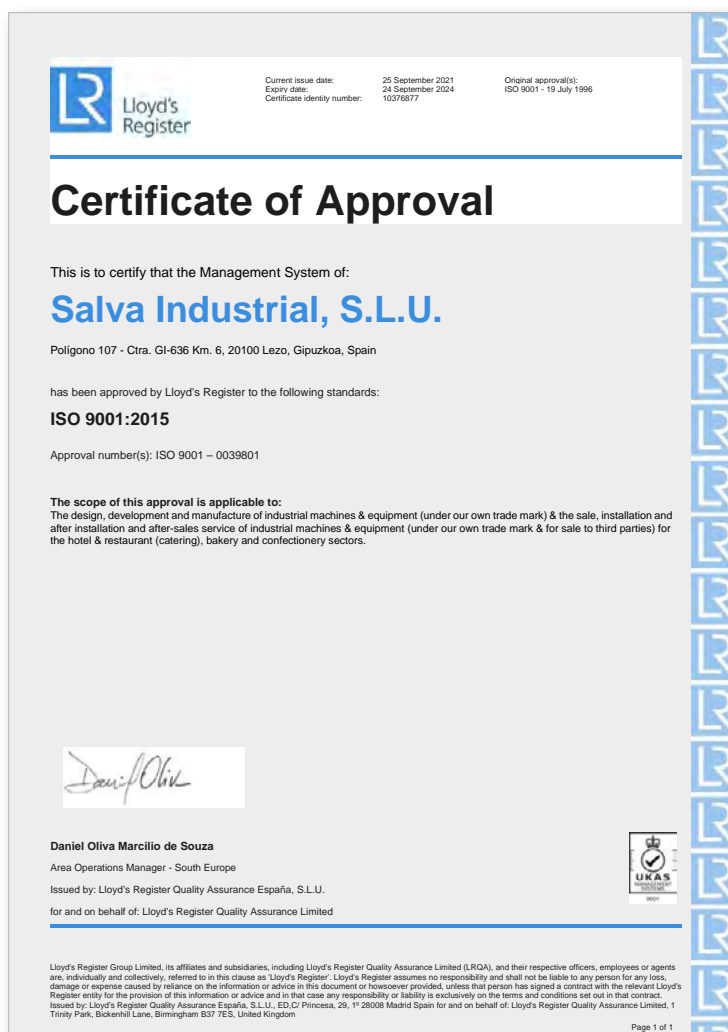 LR
Lloyd's
Register
Current issue date: 25 September 2021 Original approval(s):
Expiry date: 24 September 2024 ISO 9001 - 19 July 1996
Certificate identity number: 10376877
Certificate of Approval
This is to certify that the Management System of:
Salva Industrial, S.L.U.
Polígono 107 - Ctra. GI-636 Km. 6, 20100 Lezo, Gipuzkoa, Spain
has been approved by Lloyd's Register to the following standards:
ISO 9001:2015
Approval number(s): ISO 9001 – 0039801
The scope of this approval is applicable to:
The design, development and manufacture of industrial machines & equipment (under our own trade mark) & the sale, installation and
after installation and after-sales service of industrial machines & equipment (under our own trade mark & for sale to third parties) for
the hotel & restaurant (catering), bakery and confectionery sectors.
Daniel Oliva Marcilio de Souza
Area Operations Manager - South Europe
Issued by: Lloyd's Register Quality Assurance España, S.L.U.
for and on behalf of: Lloyd's Register Quality Assurance Limited
UKAS
MANAGEMENT
SYSTEMS
0001
Lloyd's Register Group Limited, its affiliates and subsidiaries, including Lloyd's Register Quality Assurance Limited (LRQA), and their respective officers, employees or agents
are, individually and collectively, referred to in this clause as 'Lloyd's Register'. Lloyd's Register assumes no responsibility and shall not be liable to any person for any loss,
damage or expense caused by reliance on the information or advice in this document or howsoever provided, unless that person has signed a contract with the relevant Lloyd's
Register entity for the provision of this information or advice and in that case any responsibility or liability is exclusively on the terms and conditions set out in that contract.
Issued by: Lloyd's Register Quality Assurance España, S.L.U., ED,C/ Princesa, 29, 1º 28008 Madrid Spain for and on behalf of: Lloyd's Register Quality Assurance Limited, 1
Trinity Park, Bickenhill Lane, Birmingham B37 7ES, United Kingdom
Page 1 of 1